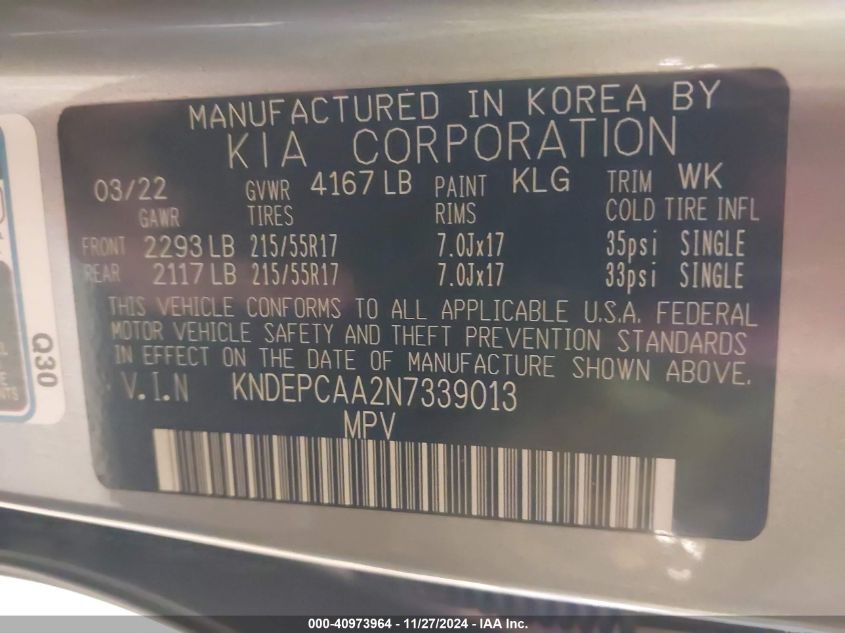 MANUFACTURED IN KOREA BY
KIA CORPORATION
03/22 GVWR 4167 LB PAINT KLG TRIM WK
GAWR TIRES RIMS COLD TIRE INFL
FRONT 2293 LB 215/55R17 7.0Jx17 35psi SINGLE
REAR 2117 LB 215/55R17 7.0Jx17 33psi SINGLE
THIS VEHICLE CONFORMS TO ALL APPLICABLE U.S.A. FEDERAL
MOTOR VEHICLE SAFETY AND THEFT PREVENTION STANDARDS
IN EFFECT ON THE DATE OF MANUFACTURE SHOWN ABOVE.
V.I.N KNDEPCAA2N7339013
MPV
Q30
000-40973964 - 11/27/2024 - IAA Inc.